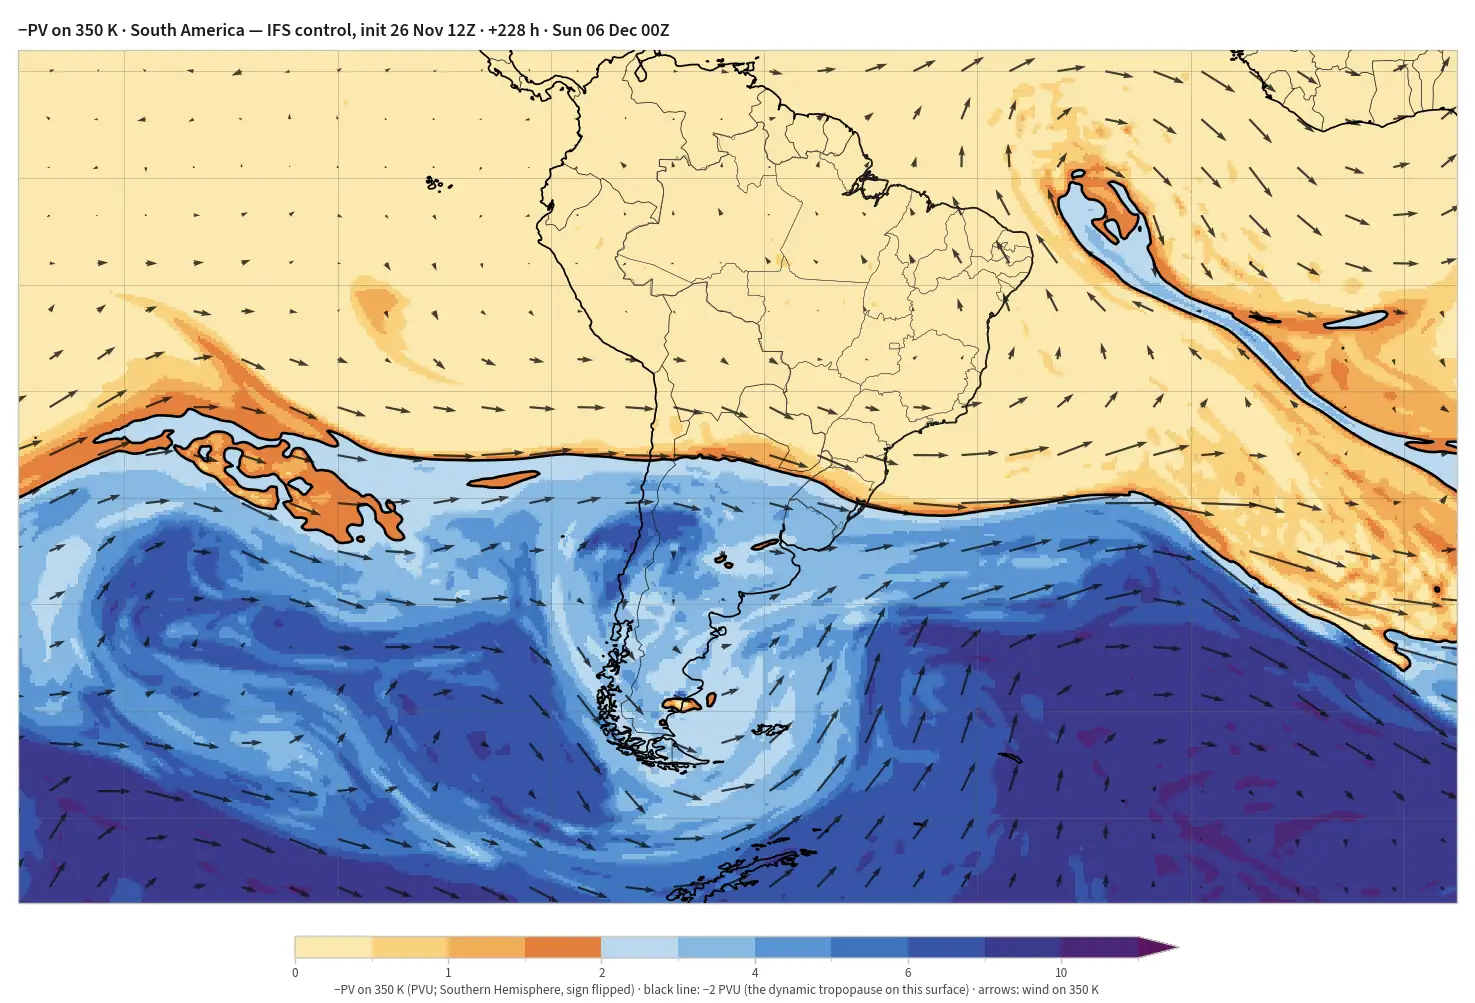 −PV on 350 K · South America — IFS control, init 26 Nov 12Z · +228 h · Sun 06 Dec 00Z
0 1 2 4 6 10
−PV on 350 K (PVU; Southern Hemisphere, sign flipped) · black line: −2 PVU (the dynamic tropopause on this surface) · arrows: wind on 350 K